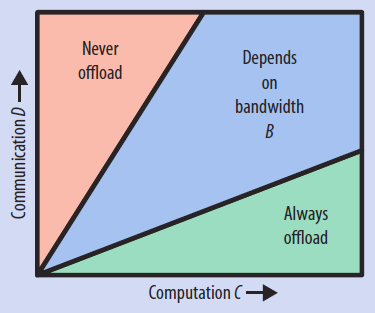 Never
offload
Depends
on
bandwidth
B
Always
offload
Communication D
Computation C